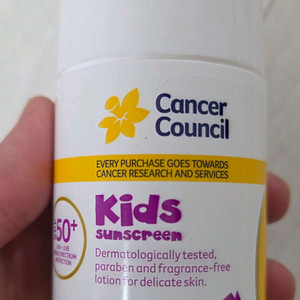 Cancer
Council
EVERY PURCHASE GOES TOWARDS
CANCER RESEARCH AND SERVICES
Kids
sunscreen
50+
Dermatologically tested,
paraben and fragrance-free
lotion for delicate skin.